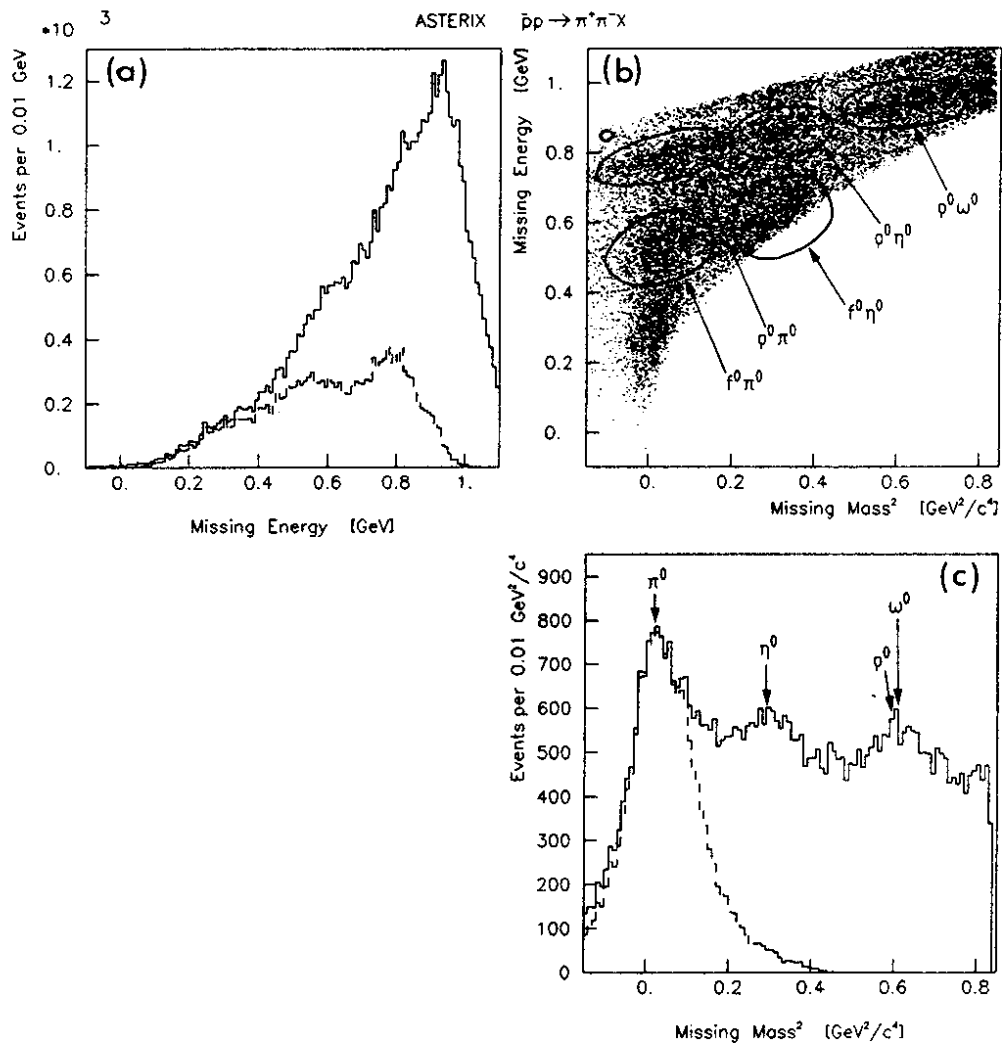 ASTERIX p̄p → π⁺π⁻X
*10 3
(a)
Events per 0.01 GeV
1.2
1.
0.8
0.6
0.4
0.2
0.
0. 0.2 0.4 0.6 0.8 1.
Missing Energy [GeV]
(b)
Missing Energy [GeV]
1.
0.8
0.6
0.4
0.2
0.
ρ⁰ω⁰
ρ⁰η⁰
f⁰η⁰
ρ⁰π⁰
f⁰π⁰
0. 0.2 0.4 0.6 0.8
Missing Mass² [GeV²/c⁴]
(c)
Events per 0.01 GeV²/c⁴
900
800
700
600
500
400
300
200
100
0
π⁰
η⁰
ρ⁰
ω⁰
0. 0.2 0.4 0.6 0.8
Missing Mass² [GeV²/c⁴]